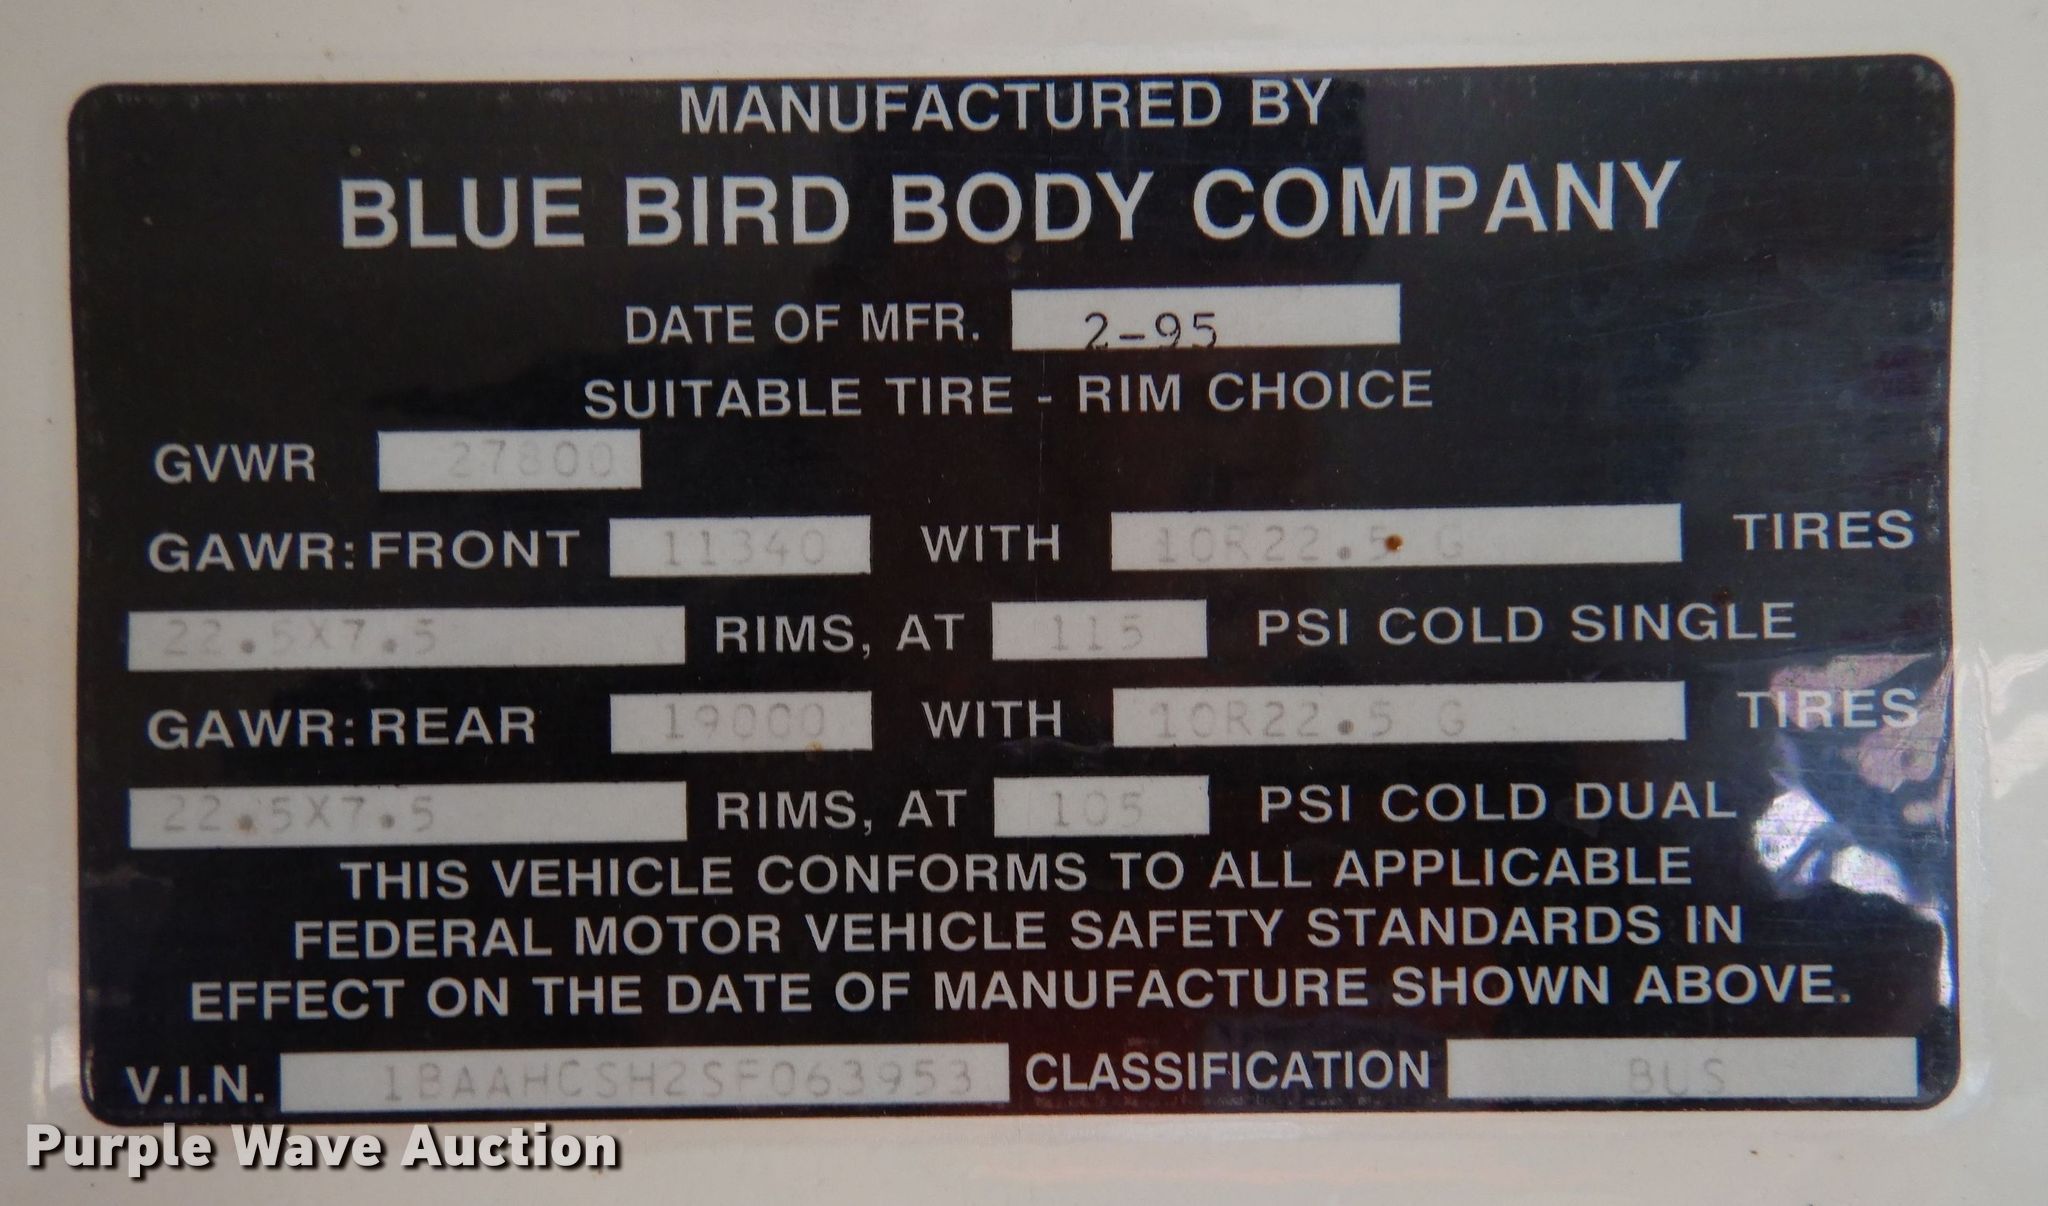 MANUFACTURED BY
BLUE BIRD BODY COMPANY
DATE OF MFR. 2-95
SUITABLE TIRE - RIM CHOICE
GVWR 27800
GAWR: FRONT 11340 WITH 10R22.5 G TIRES
22.5X7.5 RIMS, AT 115 PSI COLD SINGLE
GAWR: REAR 19000 WITH 10R22.5 G TIRES
22.5X7.5 RIMS, AT 105 PSI COLD DUAL
THIS VEHICLE CONFORMS TO ALL APPLICABLE
FEDERAL MOTOR VEHICLE SAFETY STANDARDS IN
EFFECT ON THE DATE OF MANUFACTURE SHOWN ABOVE.
V.I.N. 1BAAHCSH2SF063953 CLASSIFICATION BUS
Purple Wave Auction